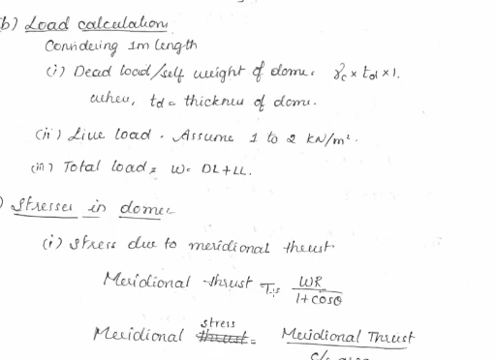 b) Load calculation
Considering 1m length
(i) Dead load/self weight of dome = γc × td × 1.
where, td = thickness of dome.
(ii) Live load = Assume 1 to 2 kN/m².
(iii) Total load = W = DL + LL.
) Stresses in dome
(i) Stress due to meridional thrust
Meridional thrust T1 = WR / 1 + cosθ
Meridional stress = Meridional Thrust
c/s area